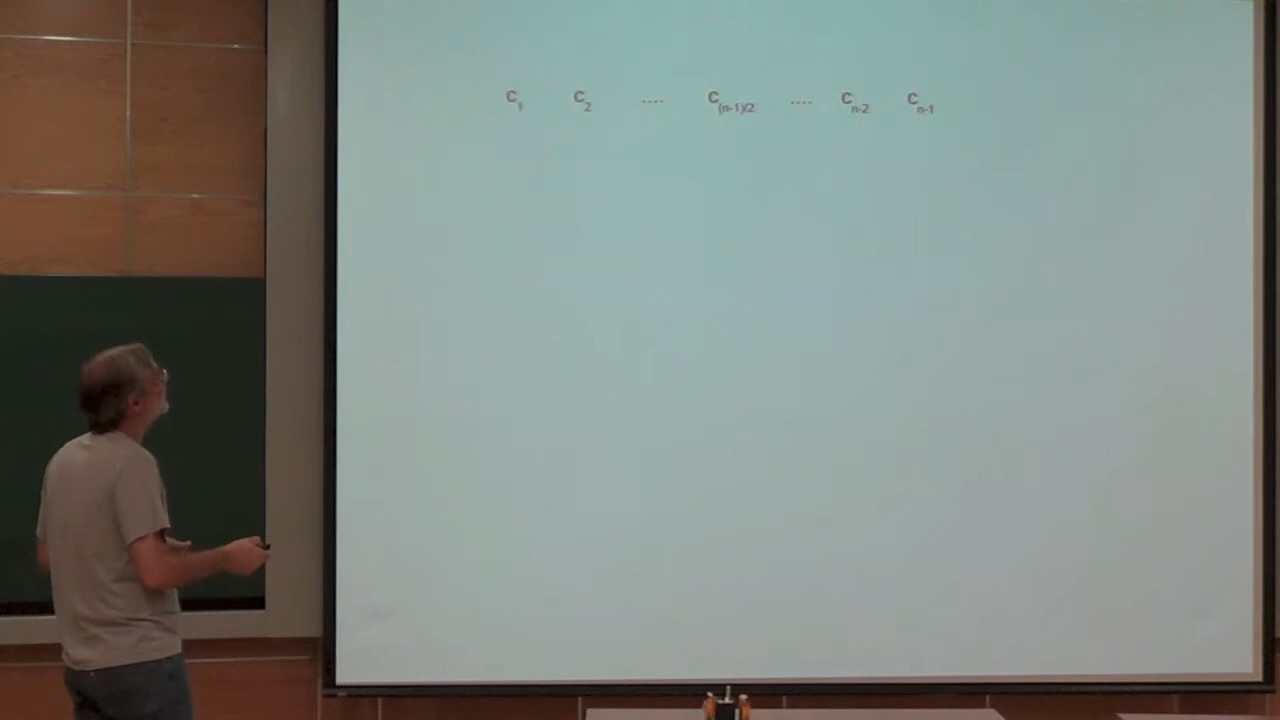 C₁ C₂ .... C₍ₙ₋₁₎/₂ .... Cₙ₋₂ Cₙ₋₁